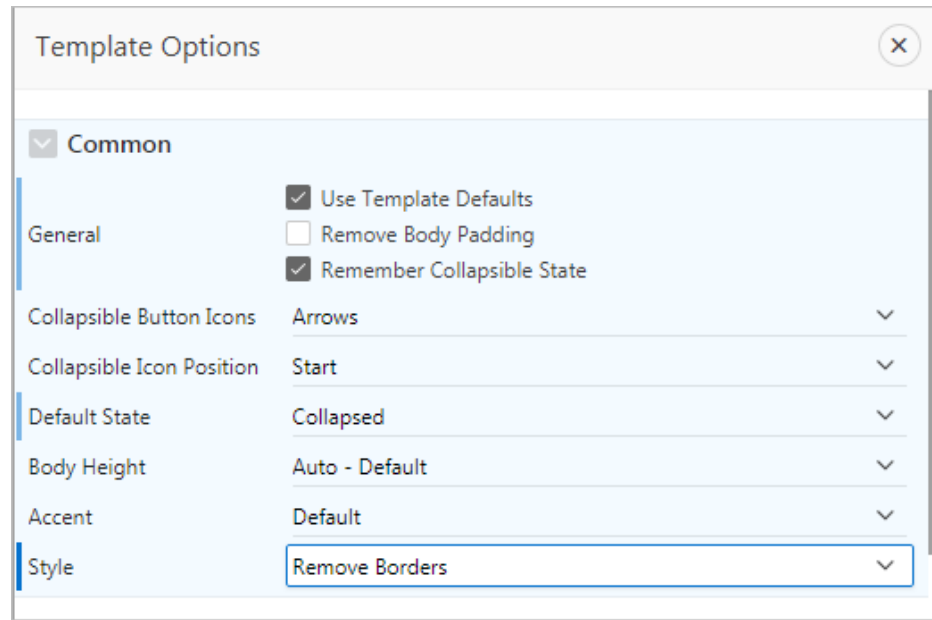 Template Options
Common
General
Use Template Defaults
Remove Body Padding
Remember Collapsible State
Collapsible Button Icons Arrows
Collapsible Icon Position Start
Default State Collapsed
Body Height Auto - Default
Accent Default
Style Remove Borders